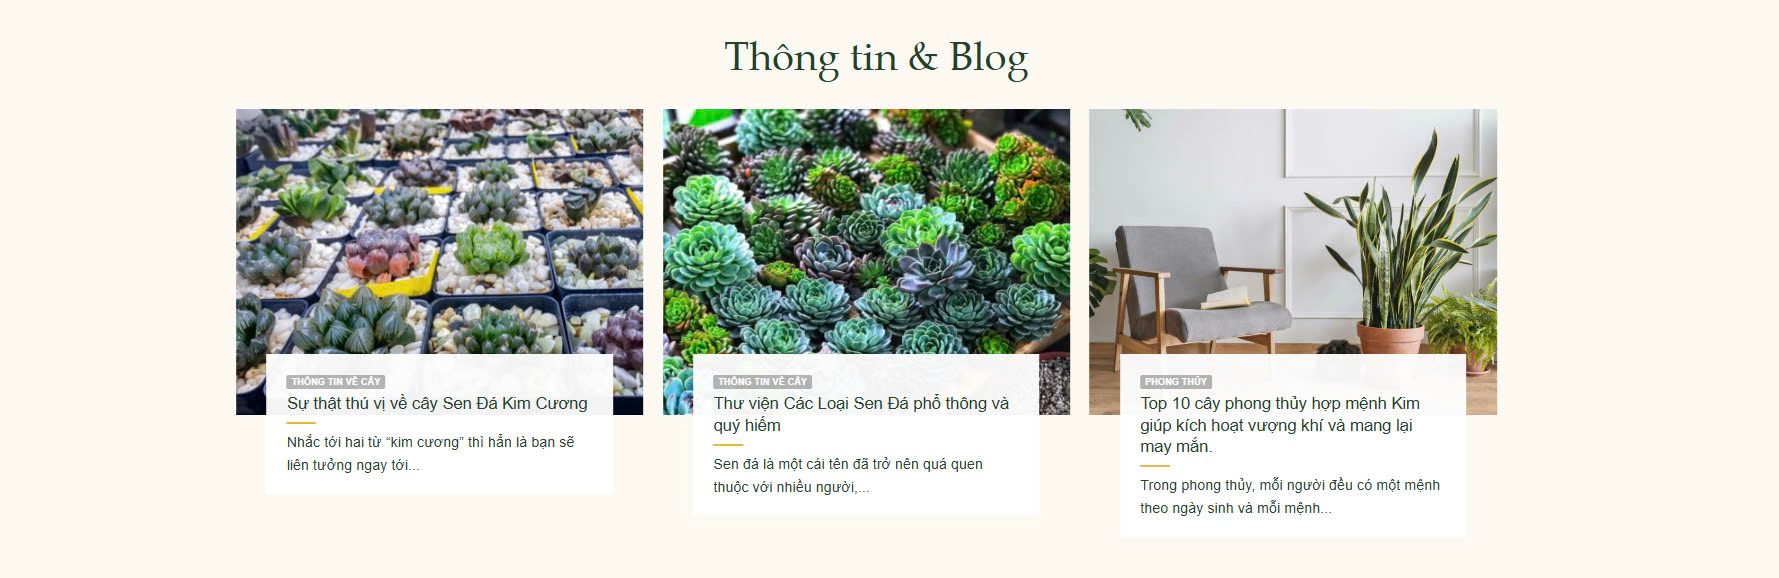 Thông tin & Blog
THÔNG TIN VỀ CÂY
Sự thật thú vị về cây Sen Đá Kim Cương
Nhắc tới hai từ “kim cương” thì hẳn là bạn sẽ
liên tưởng ngay tới...
THÔNG TIN VỀ CÂY
Thư viện Các Loại Sen Đá phổ thông và
quý hiếm
Sen đá là một cái tên đã trở nên quá quen
thuộc với nhiều người,...
PHONG THỦY
Top 10 cây phong thủy hợp mệnh Kim
giúp kích hoạt vượng khí và mang lại
may mắn.
Trong phong thủy, mỗi người đều có một mệnh
theo ngày sinh và mỗi mệnh...